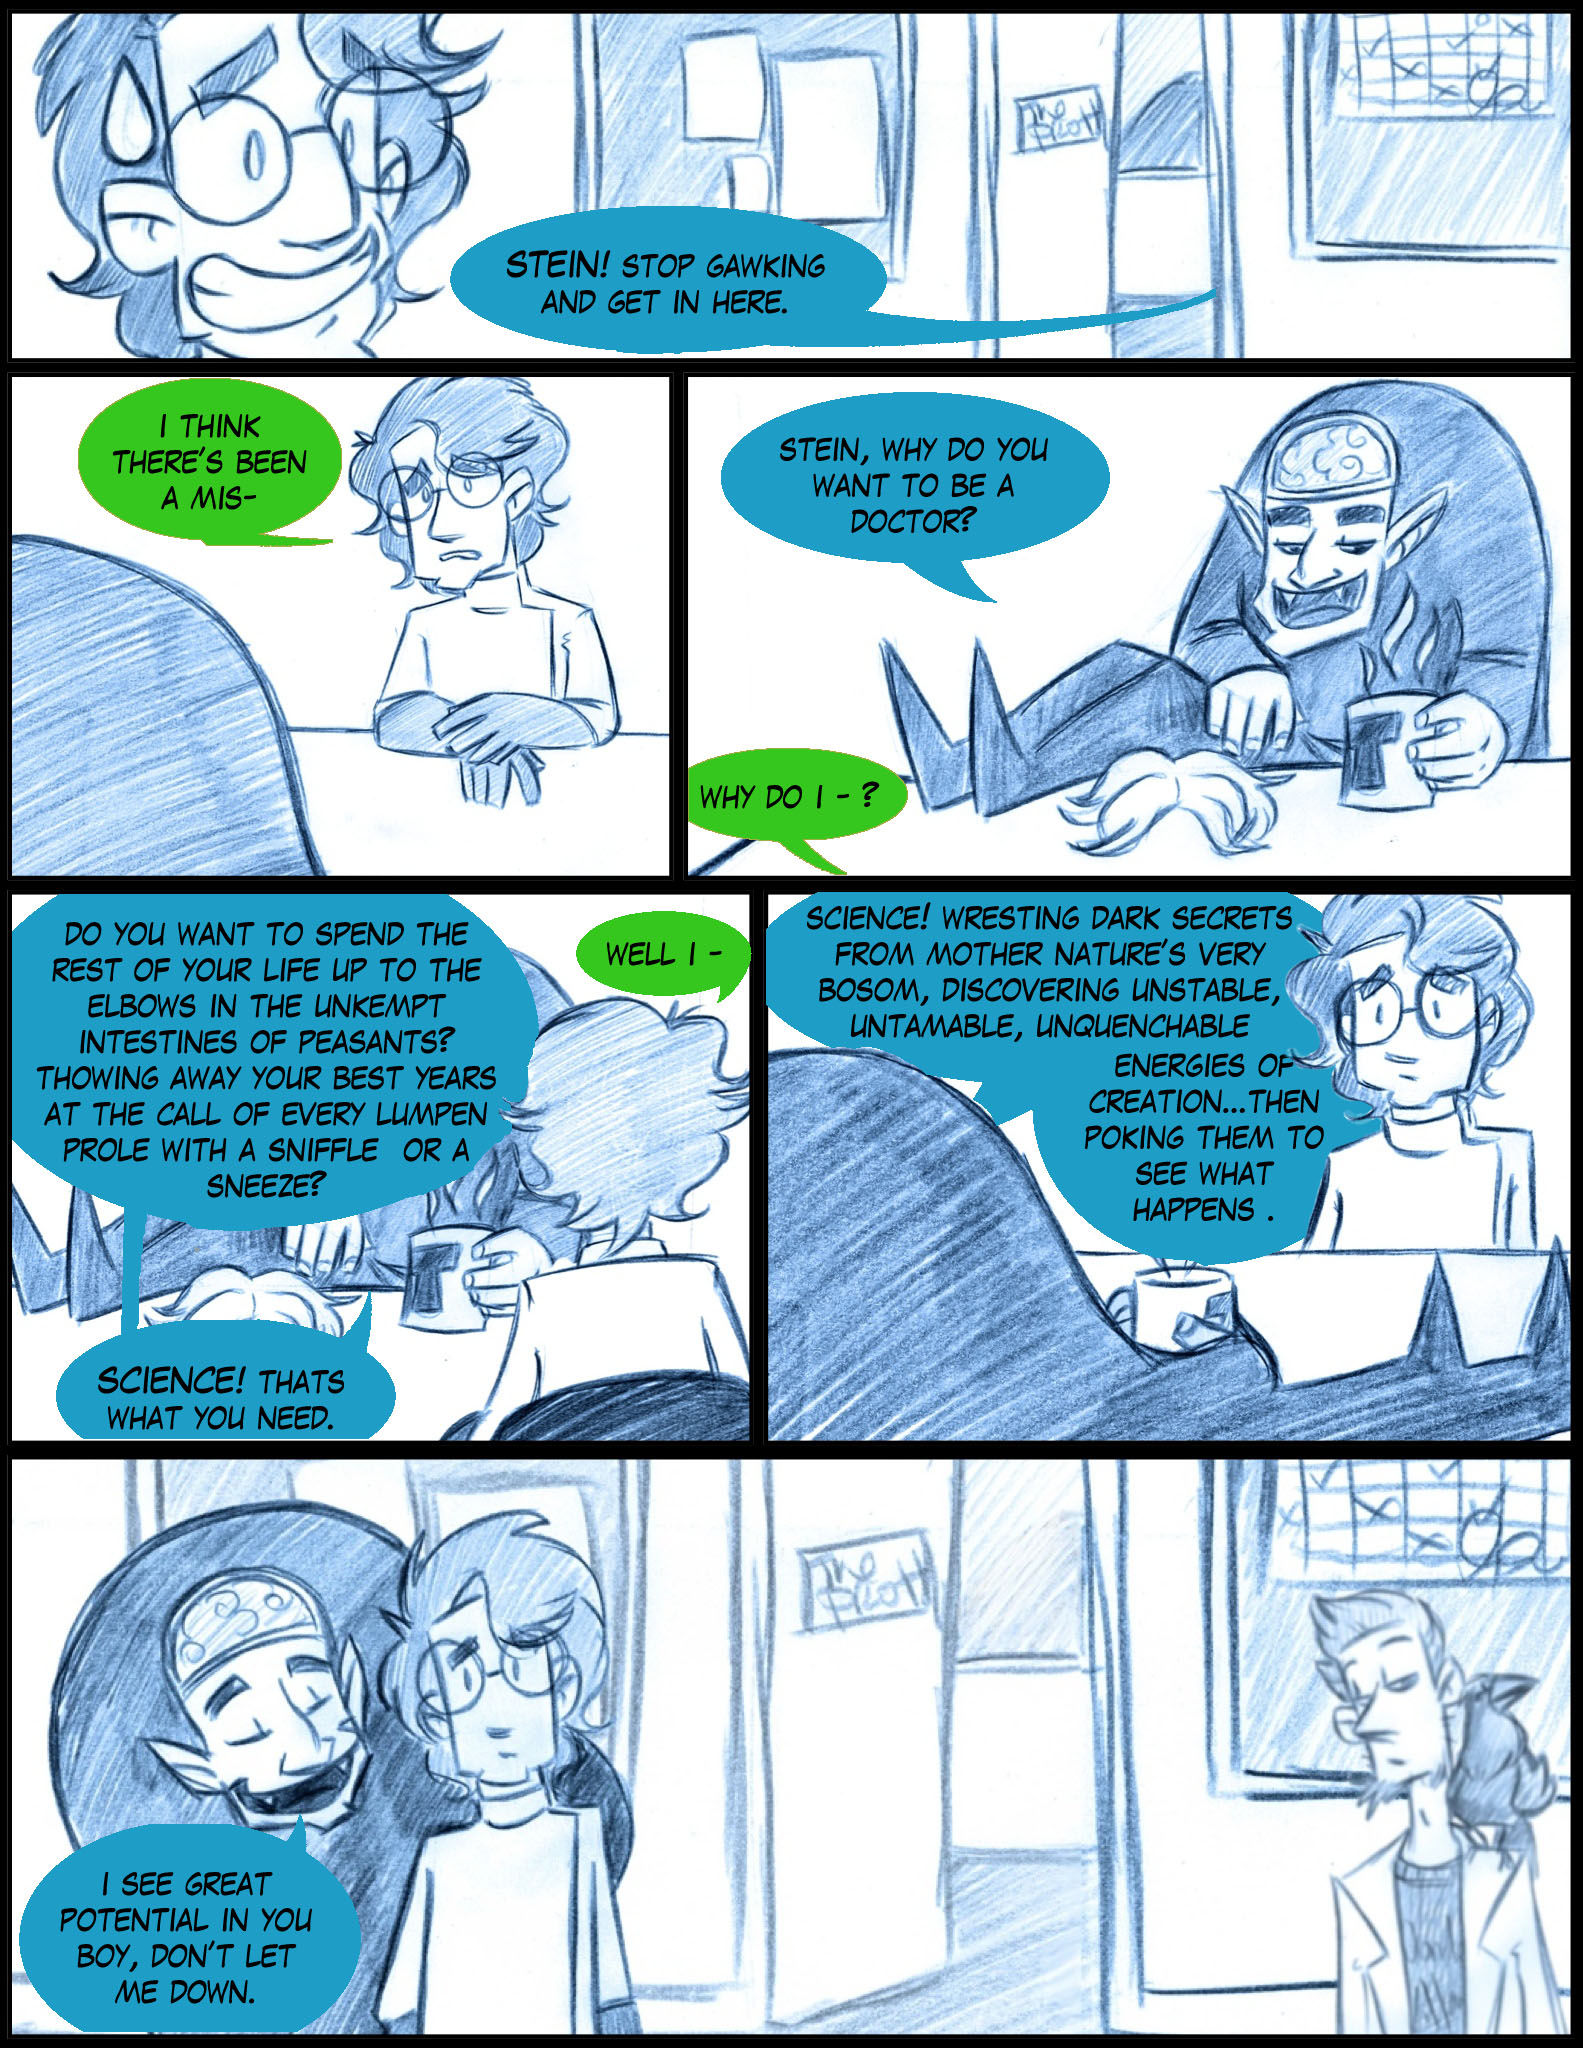 The
STEIN! STOP GAWKING
AND GET IN HERE.
I THINK
THERE'S BEEN
A MIS-
STEIN, WHY DO YOU
WANT TO BE A
DOCTOR?
WHY DO I - ?
DO YOU WANT TO SPEND THE
REST OF YOUR LIFE UP TO THE
ELBOWS IN THE UNKEMPT
INTESTINES OF PEASANTS?
THOWING AWAY YOUR BEST YEARS
AT THE CALL OF EVERY LUMPEN
PROLE WITH A SNIFFLE OR A
SNEEZE?
WELL I -
SCIENCE! THATS
WHAT YOU NEED.
SCIENCE! WRESTING DARK SECRETS
FROM MOTHER NATURE'S VERY
BOSOM, DISCOVERING UNSTABLE,
UNTAMABLE, UNQUENCHABLE
ENERGIES OF
CREATION...THEN
POKING THEM TO
SEE WHAT
HAPPENS .
The
I SEE GREAT
POTENTIAL IN YOU
BOY, DON'T LET
ME DOWN.